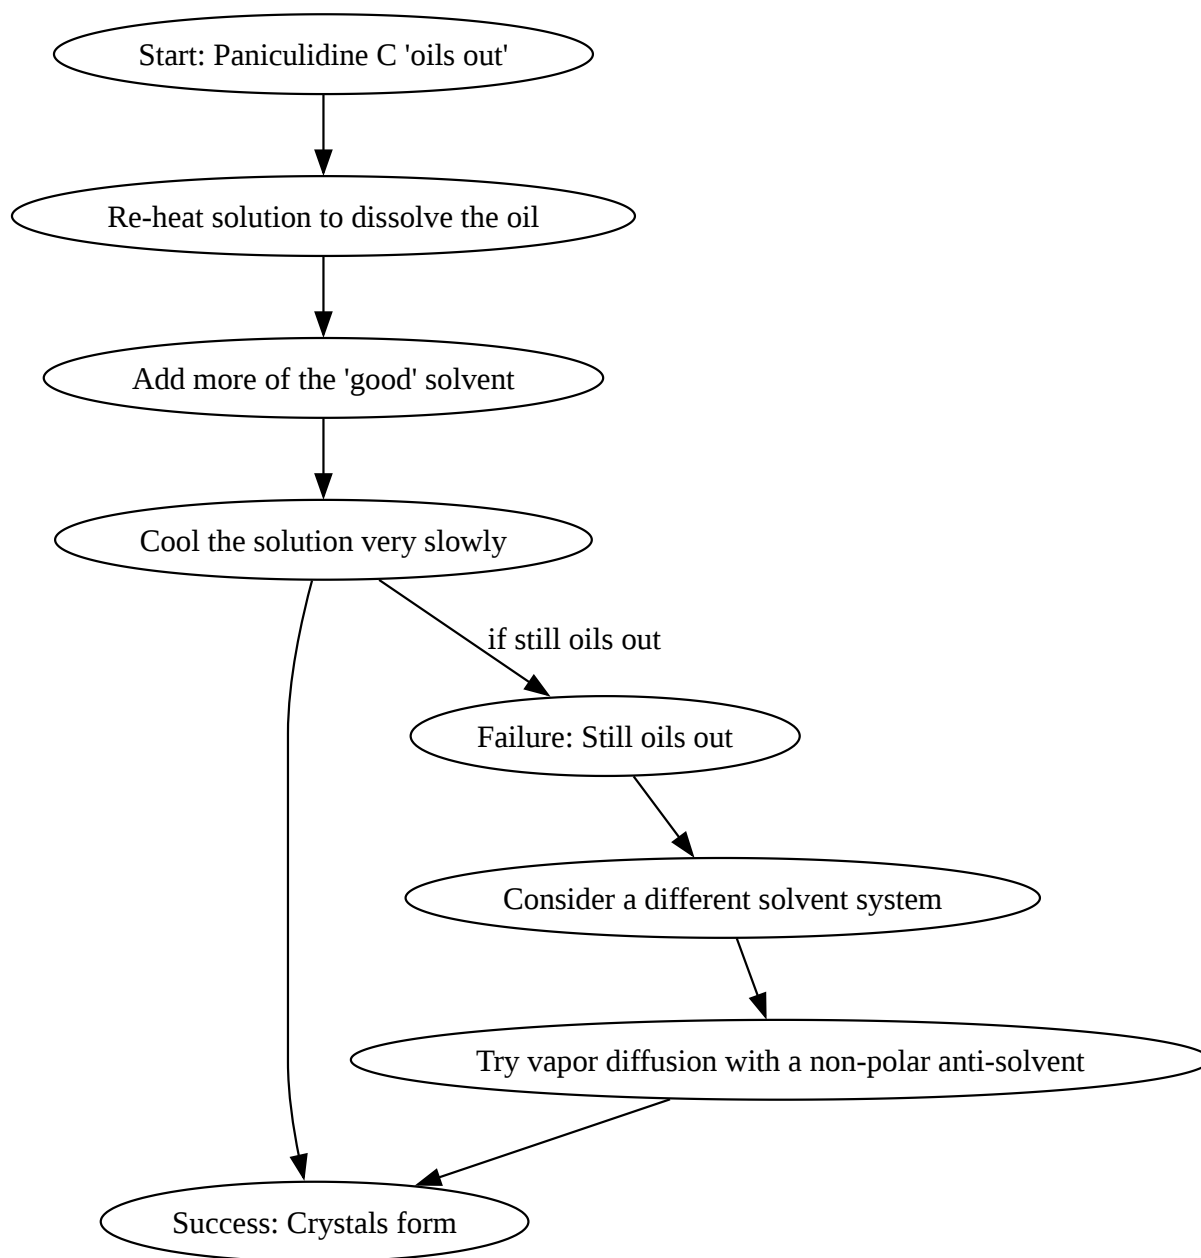 Start: Paniculidine C 'oils out'
Re-heat solution to dissolve the oil
Add more of the 'good' solvent
Cool the solution very slowly
if still oils out
Failure: Still oils out
Consider a different solvent system
Try vapor diffusion with a non-polar anti-solvent
Success: Crystals form